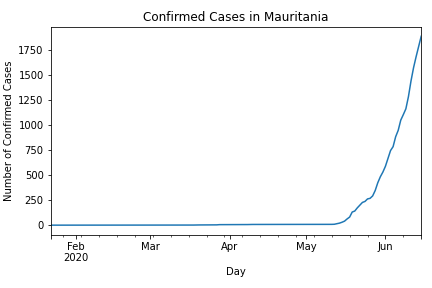 Confirmed Cases in Mauritania
Number of Confirmed Cases
1750
1500
1250
1000
750
500
250
0
Feb
2020
Mar
Apr
May
Jun
Day